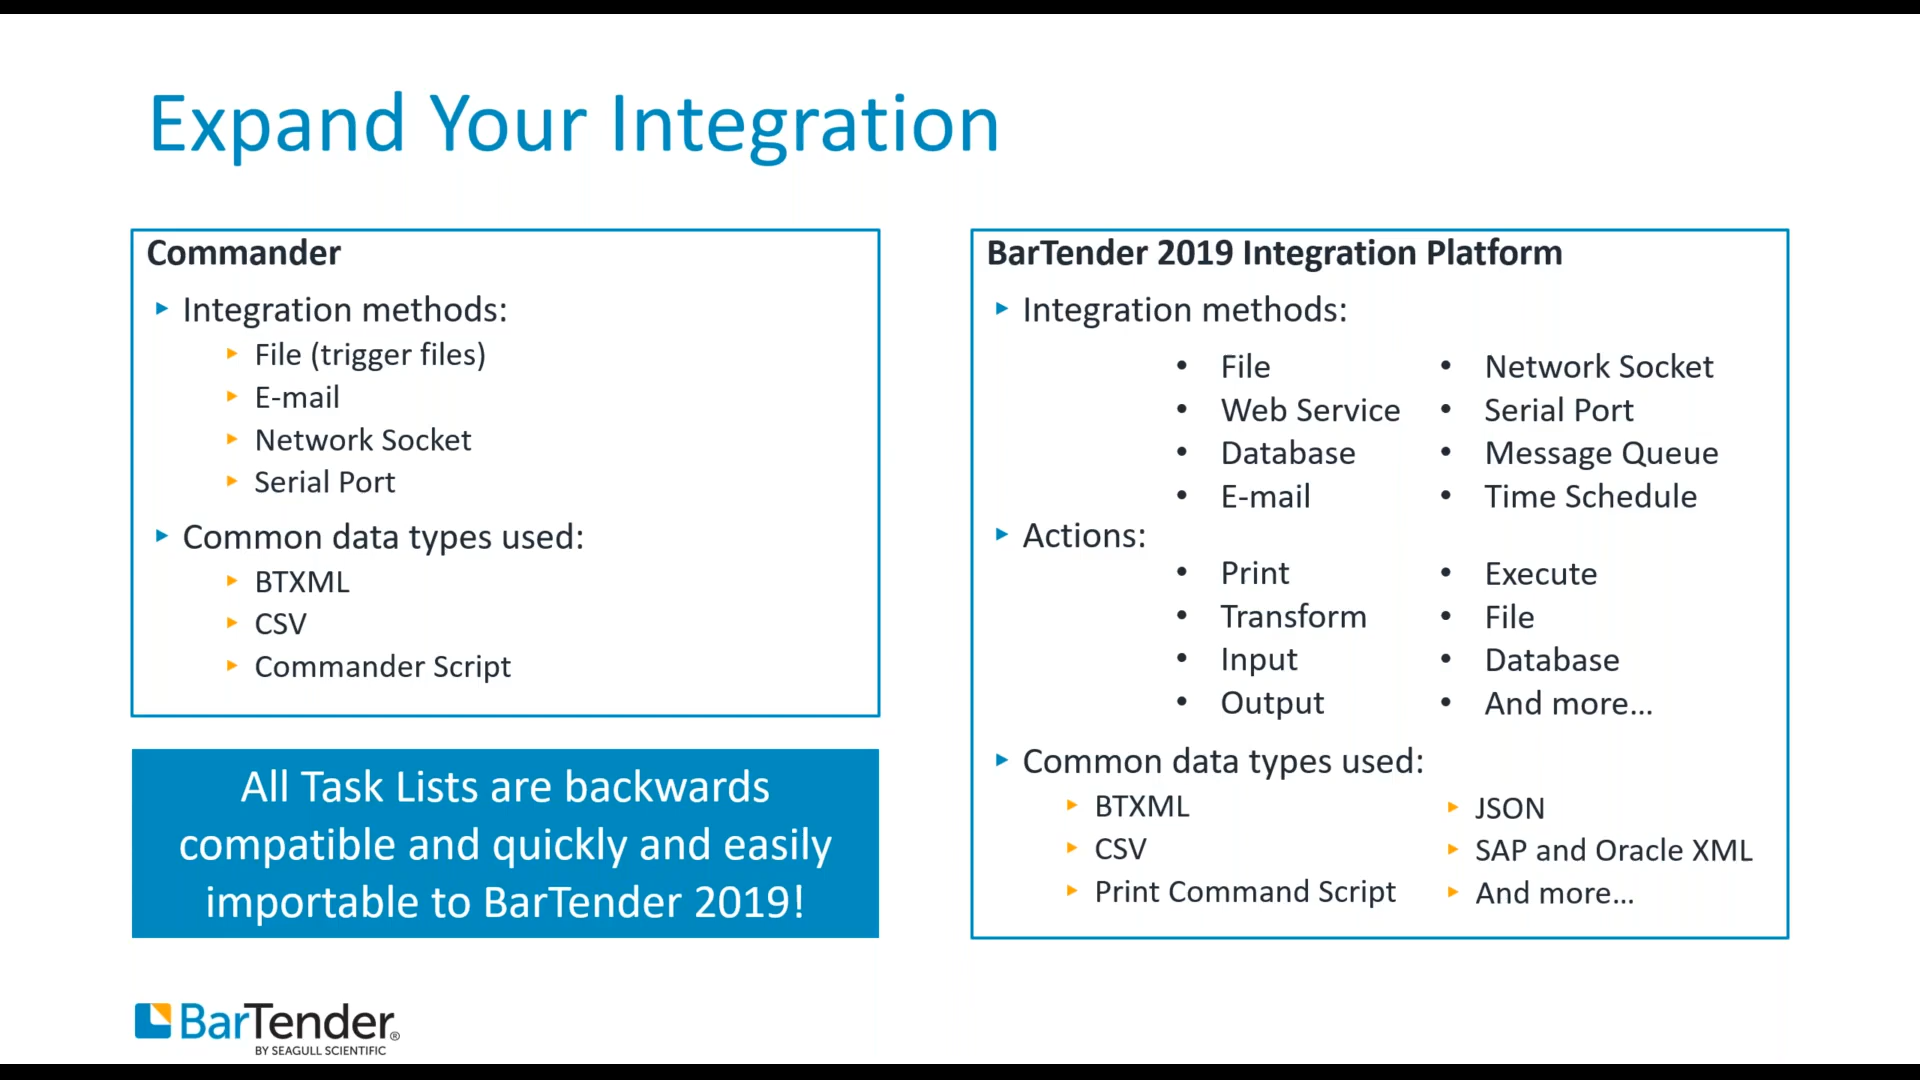 Expand Your Integration
Commander
Integration methods:
File (trigger files)
E-mail
Network Socket
Serial Port
Common data types used:
BTXML
CSV
Commander Script
All Task Lists are backwards
compatible and quickly and easily
importable to BarTender 2019!
BarTender 2019 Integration Platform
Integration methods:
File
Web Service
Database
E-mail
Network Socket
Serial Port
Message Queue
Time Schedule
Actions:
Print
Transform
Input
Output
Execute
File
Database
And more...
Common data types used:
BTXML
CSV
Print Command Script
JSON
SAP and Oracle XML
And more...
BarTender®
BY SEAGULL SCIENTIFIC